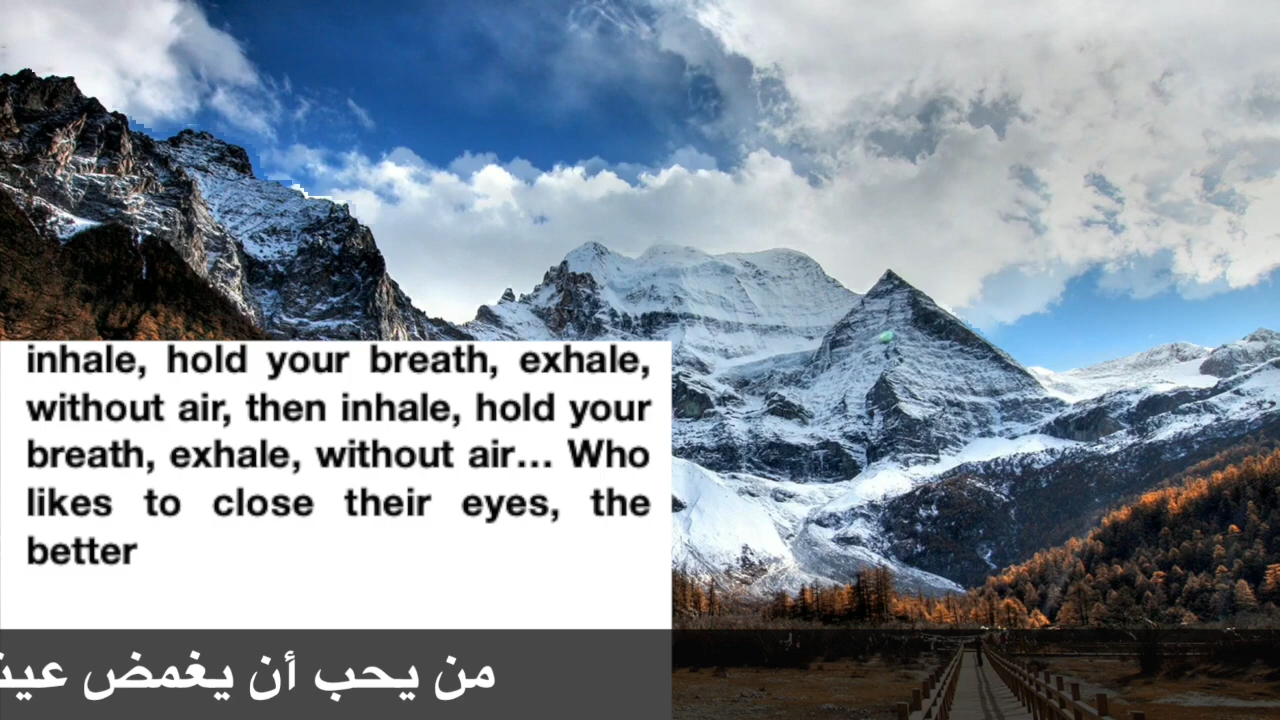 inhale, hold your breath, exhale,
without air, then inhale, hold your
breath, exhale, without air... Who
likes to close their eyes, the
better
من يحب أن يغمض